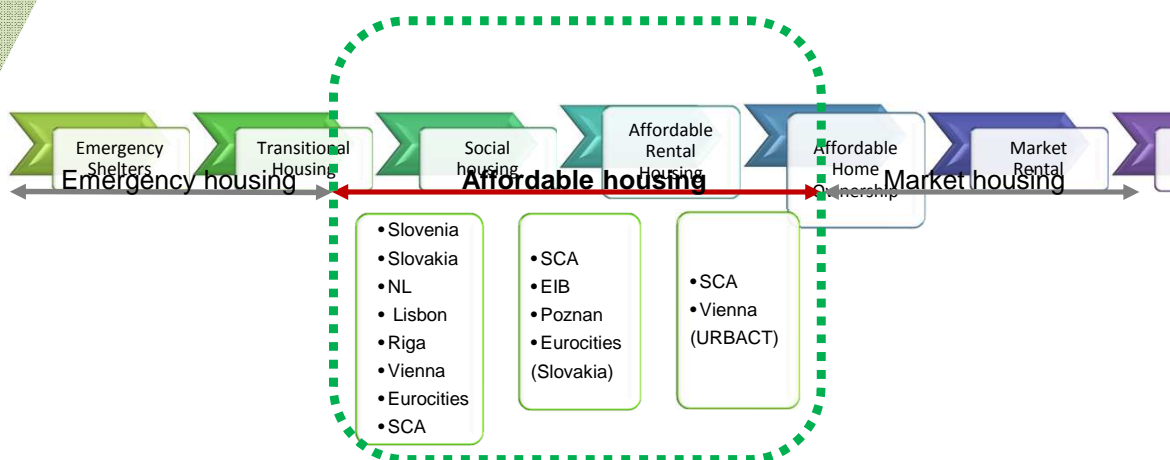 Emergency
Shelters
Transitional
Housing
Social
housing
Affordable
Rental
Housing
Affordable
Home
Ownership
Market
Rental
Emergency housing
Affordable housing
Market housing
•Slovenia
•Slovakia
•NL
• Lisbon
•Riga
•Vienna
•Eurocities
•SCA
•SCA
•EIB
•Poznan
•Eurocities
(Slovakia)
•SCA
•Vienna
(URBACT)